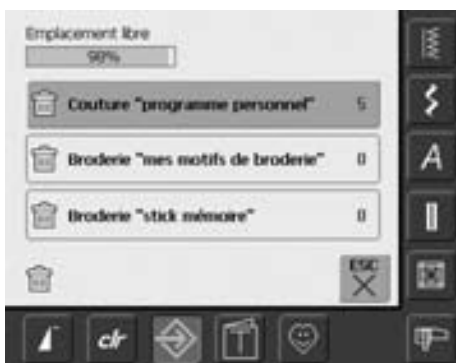 Emplacement libre
98%
Couture "programme personnel" 5
Broderie "mes motifs de broderie" 0
Broderie "stick mémoire" 0
ESC
A
clr